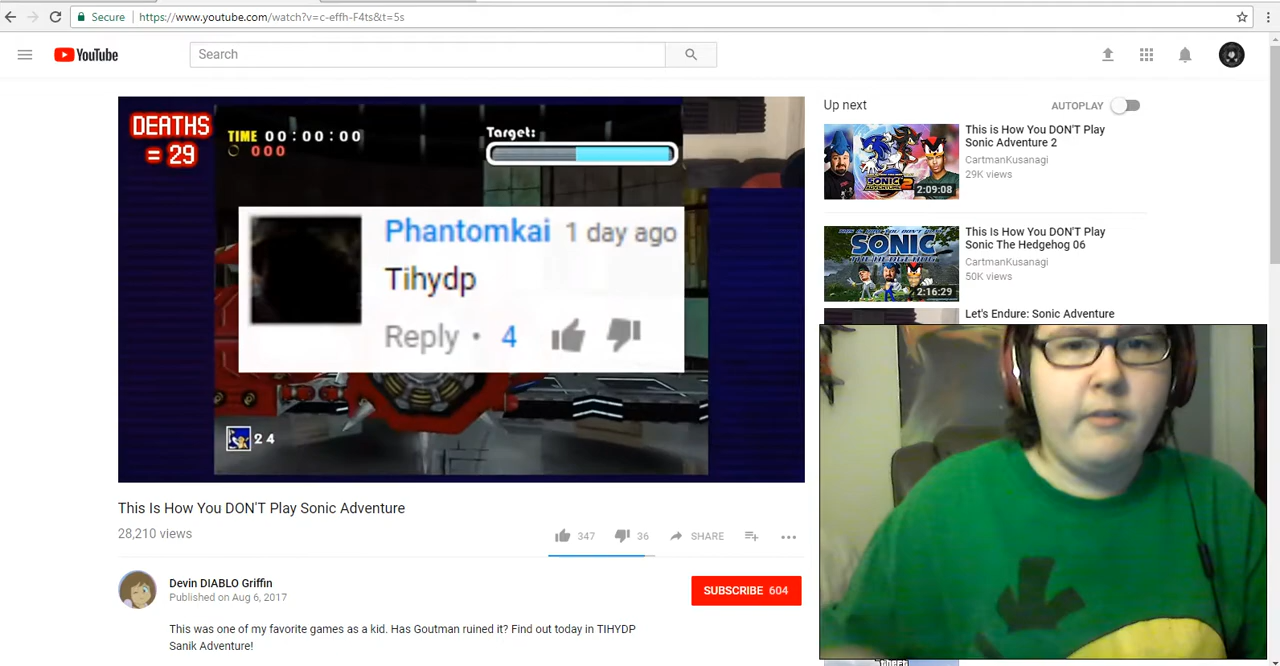 Secure
https://www.youtube.com/watch?v=c-effh-F4ts&t=5s
YouTube
Search
DEATHS
= 29
TIME 00:00:00
000
Target:
Phantomkai 1 day ago
Tihydp
Reply • 4
24
This Is How You DON'T Play Sonic Adventure
28,210 views
347
36
SHARE
Devin DIABLO Griffin
Published on Aug 6, 2017
SUBSCRIBE 604
This was one of my favorite games as a kid. Has Goutman ruined it? Find out today in TIHYDP
Sanik Adventure!
Up next
AUTOPLAY
This is How You DON'T Play
Sonic Adventure 2
CartmanKusanagi
29K views
2:09:08
This Is How You DON'T Play
Sonic The Hedgehog 06
CartmanKusanagi
50K views
SONIC
2:16:29
Let's Endure: Sonic Adventure